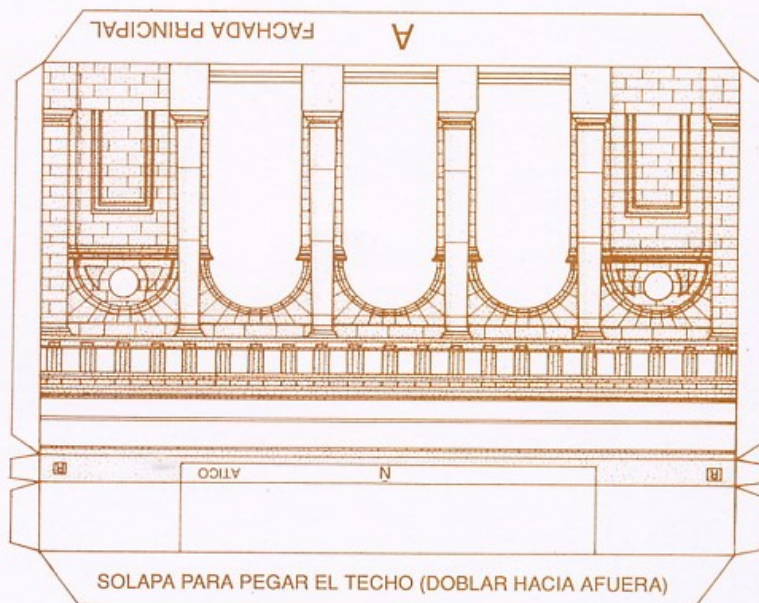 FACHADA PRINCIPAL A
R ATICO Ñ R
SOLAPA PARA PEGAR EL TECHO (DOBLAR HACIA AFUERA)